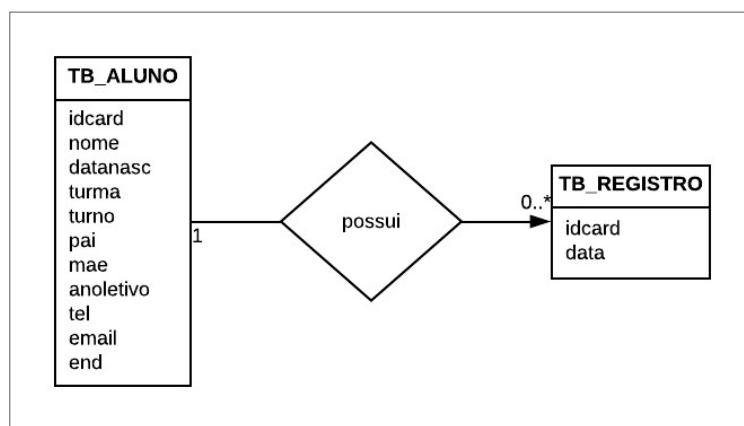 TB_ALUNO
idcard
nome
datanasc
turma
turno
pai
mae
anoletivo
tel
email
end
1
possui
0..*
TB_REGISTRO
idcard
data